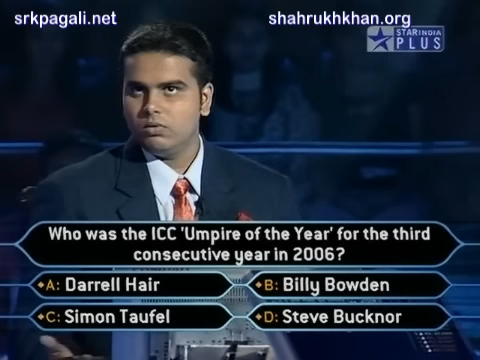 srkpagali.net
shahrukhkhan.org
STAR INDIA
PLUS
Who was the ICC 'Umpire of the Year' for the third
consecutive year in 2006?
A: Darrell Hair
B: Billy Bowden
C: Simon Taufel
D: Steve Bucknor